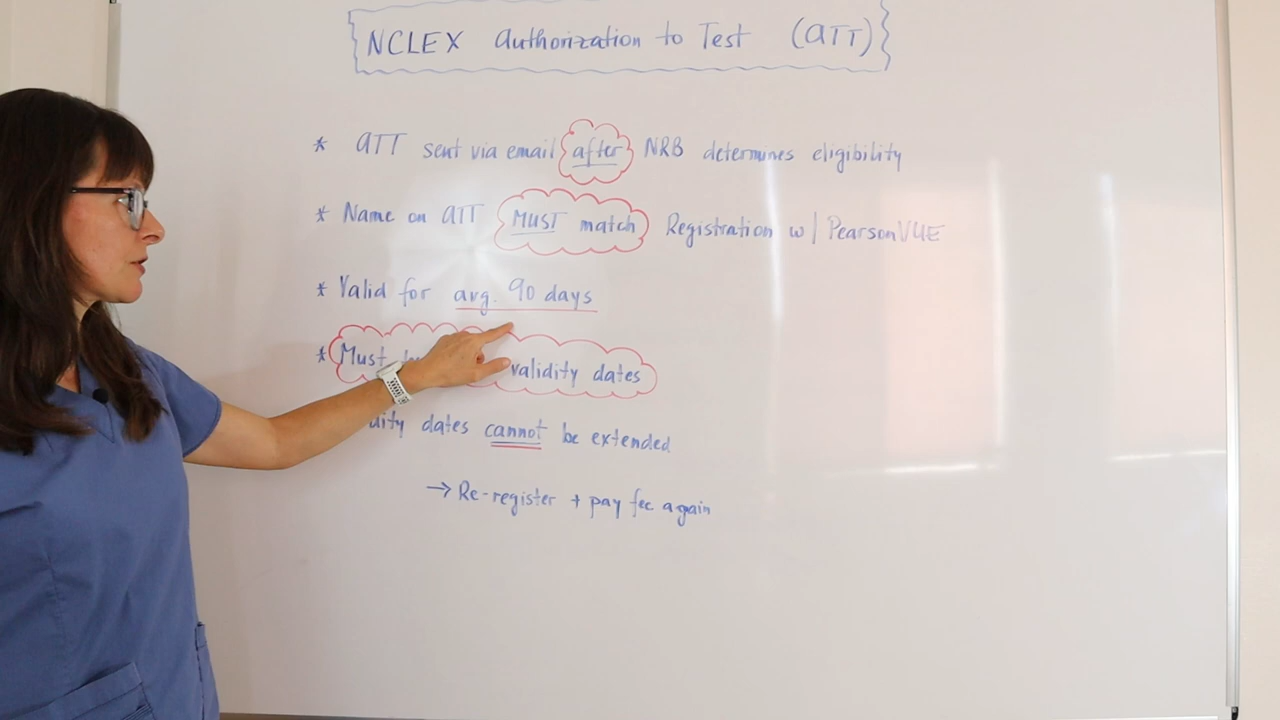 NCLEX Authorization to Test (ATT)
* ATT sent via email after NRB determines eligibility
* Name on ATT MUST match Registration w/ PearsonVUE
* Valid for avg. 90 days
* Must validity dates
dates cannot be extended
→ Re-register + pay fee again